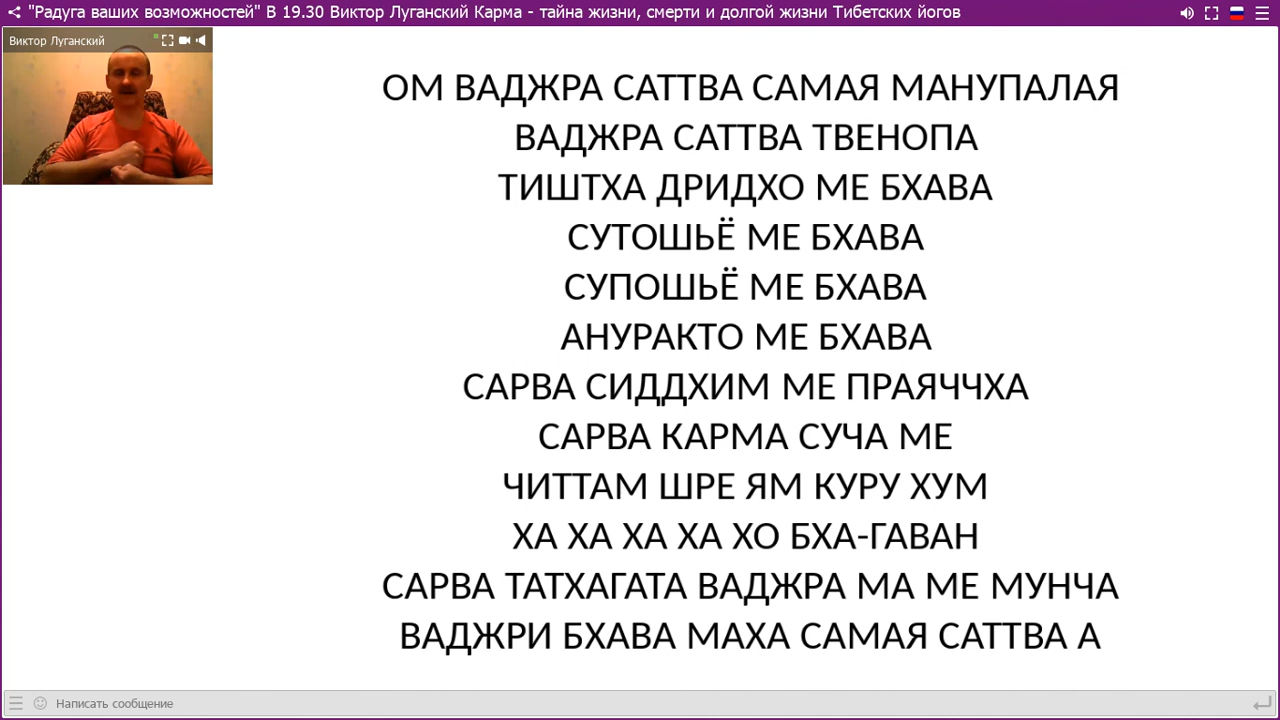 "Радуга ваших возможностей" В 19.30 Виктор Луганский Карма - тайна жизни, смерти и долгой жизни Тибетских йогов
Виктор Луганский
ОМ ВАДЖРА САТТВА САМАЯ МАНУПАЛАЯ
ВАДЖРА САТТВА ТВЕНОПА
ТИШТХА ДРИДХО МЕ БХАВА
СУТОШЬЁ МЕ БХАВА
СУПОШЬЁ МЕ БХАВА
АНУРАКТО МЕ БХАВА
САРВА СИДДХИМ МЕ ПРАЯЧЧХА
САРВА КАРМА СУЧА МЕ
ЧИТТАМ ШРЕ ЯМ КУРУ ХУМ
ХА ХА ХА ХА ХО БХА-ГАВАН
САРВА ТАТХАГАТА ВАДЖРА МА МЕ МУНЧА
ВАДЖРИ БХАВА МАХА САМАЯ САТТВА А
Написать сообщение